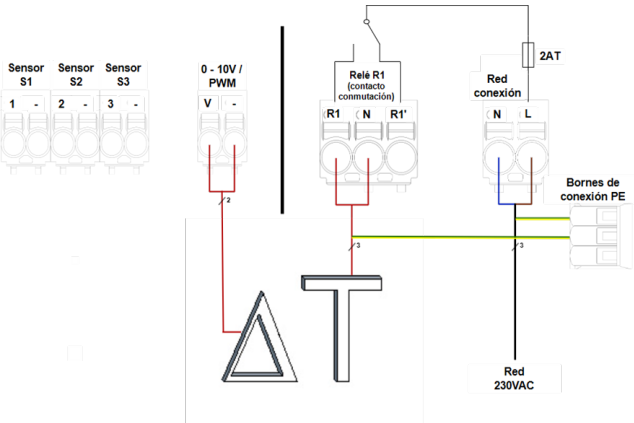 2AT
Sensor
S1
Sensor
S2
Sensor
S3
0 - 10V /
PWM
Relé R1
(contacto
conmutación)
Red
conexión
1 -
2 -
3 -
V -
R1 N R1'
N L
Bornes de
conexión PE
2
3
3
ΔT
Red
230VAC